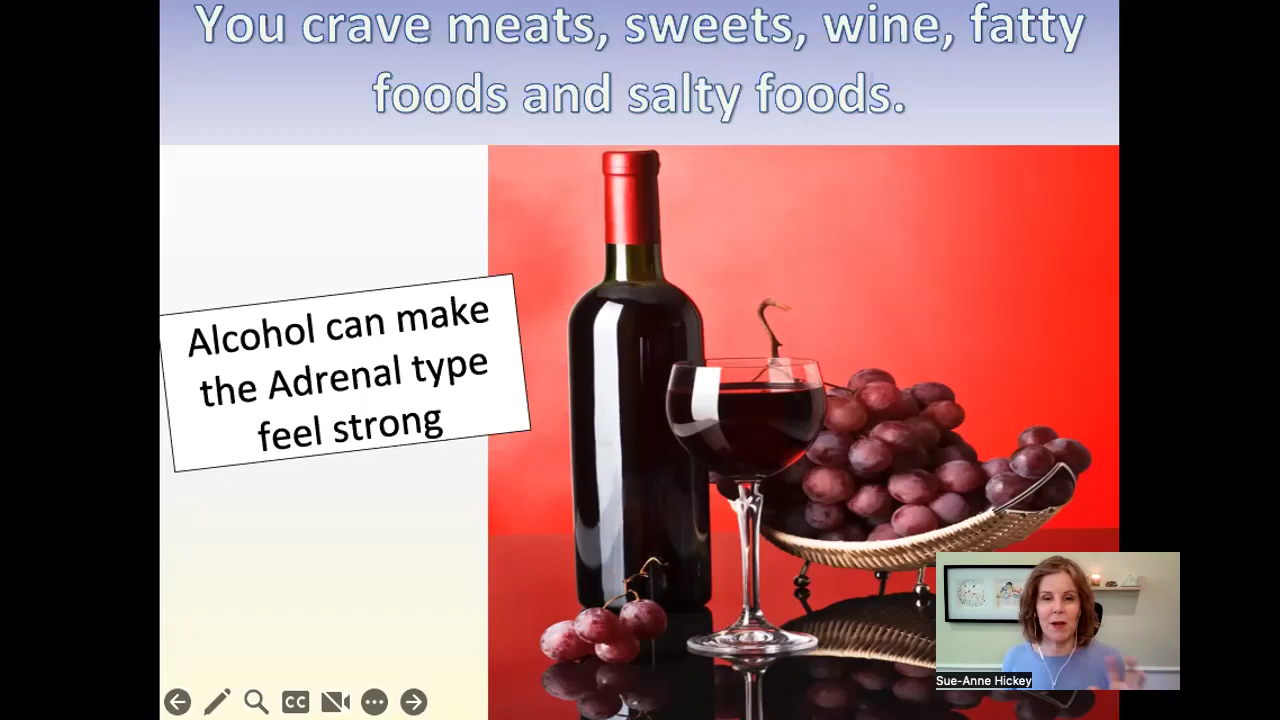 You crave meats, sweets, wine, fatty
foods and salty foods.
Alcohol can make
the Adrenal type
feel strong
Sue-Anne Hickey
CC